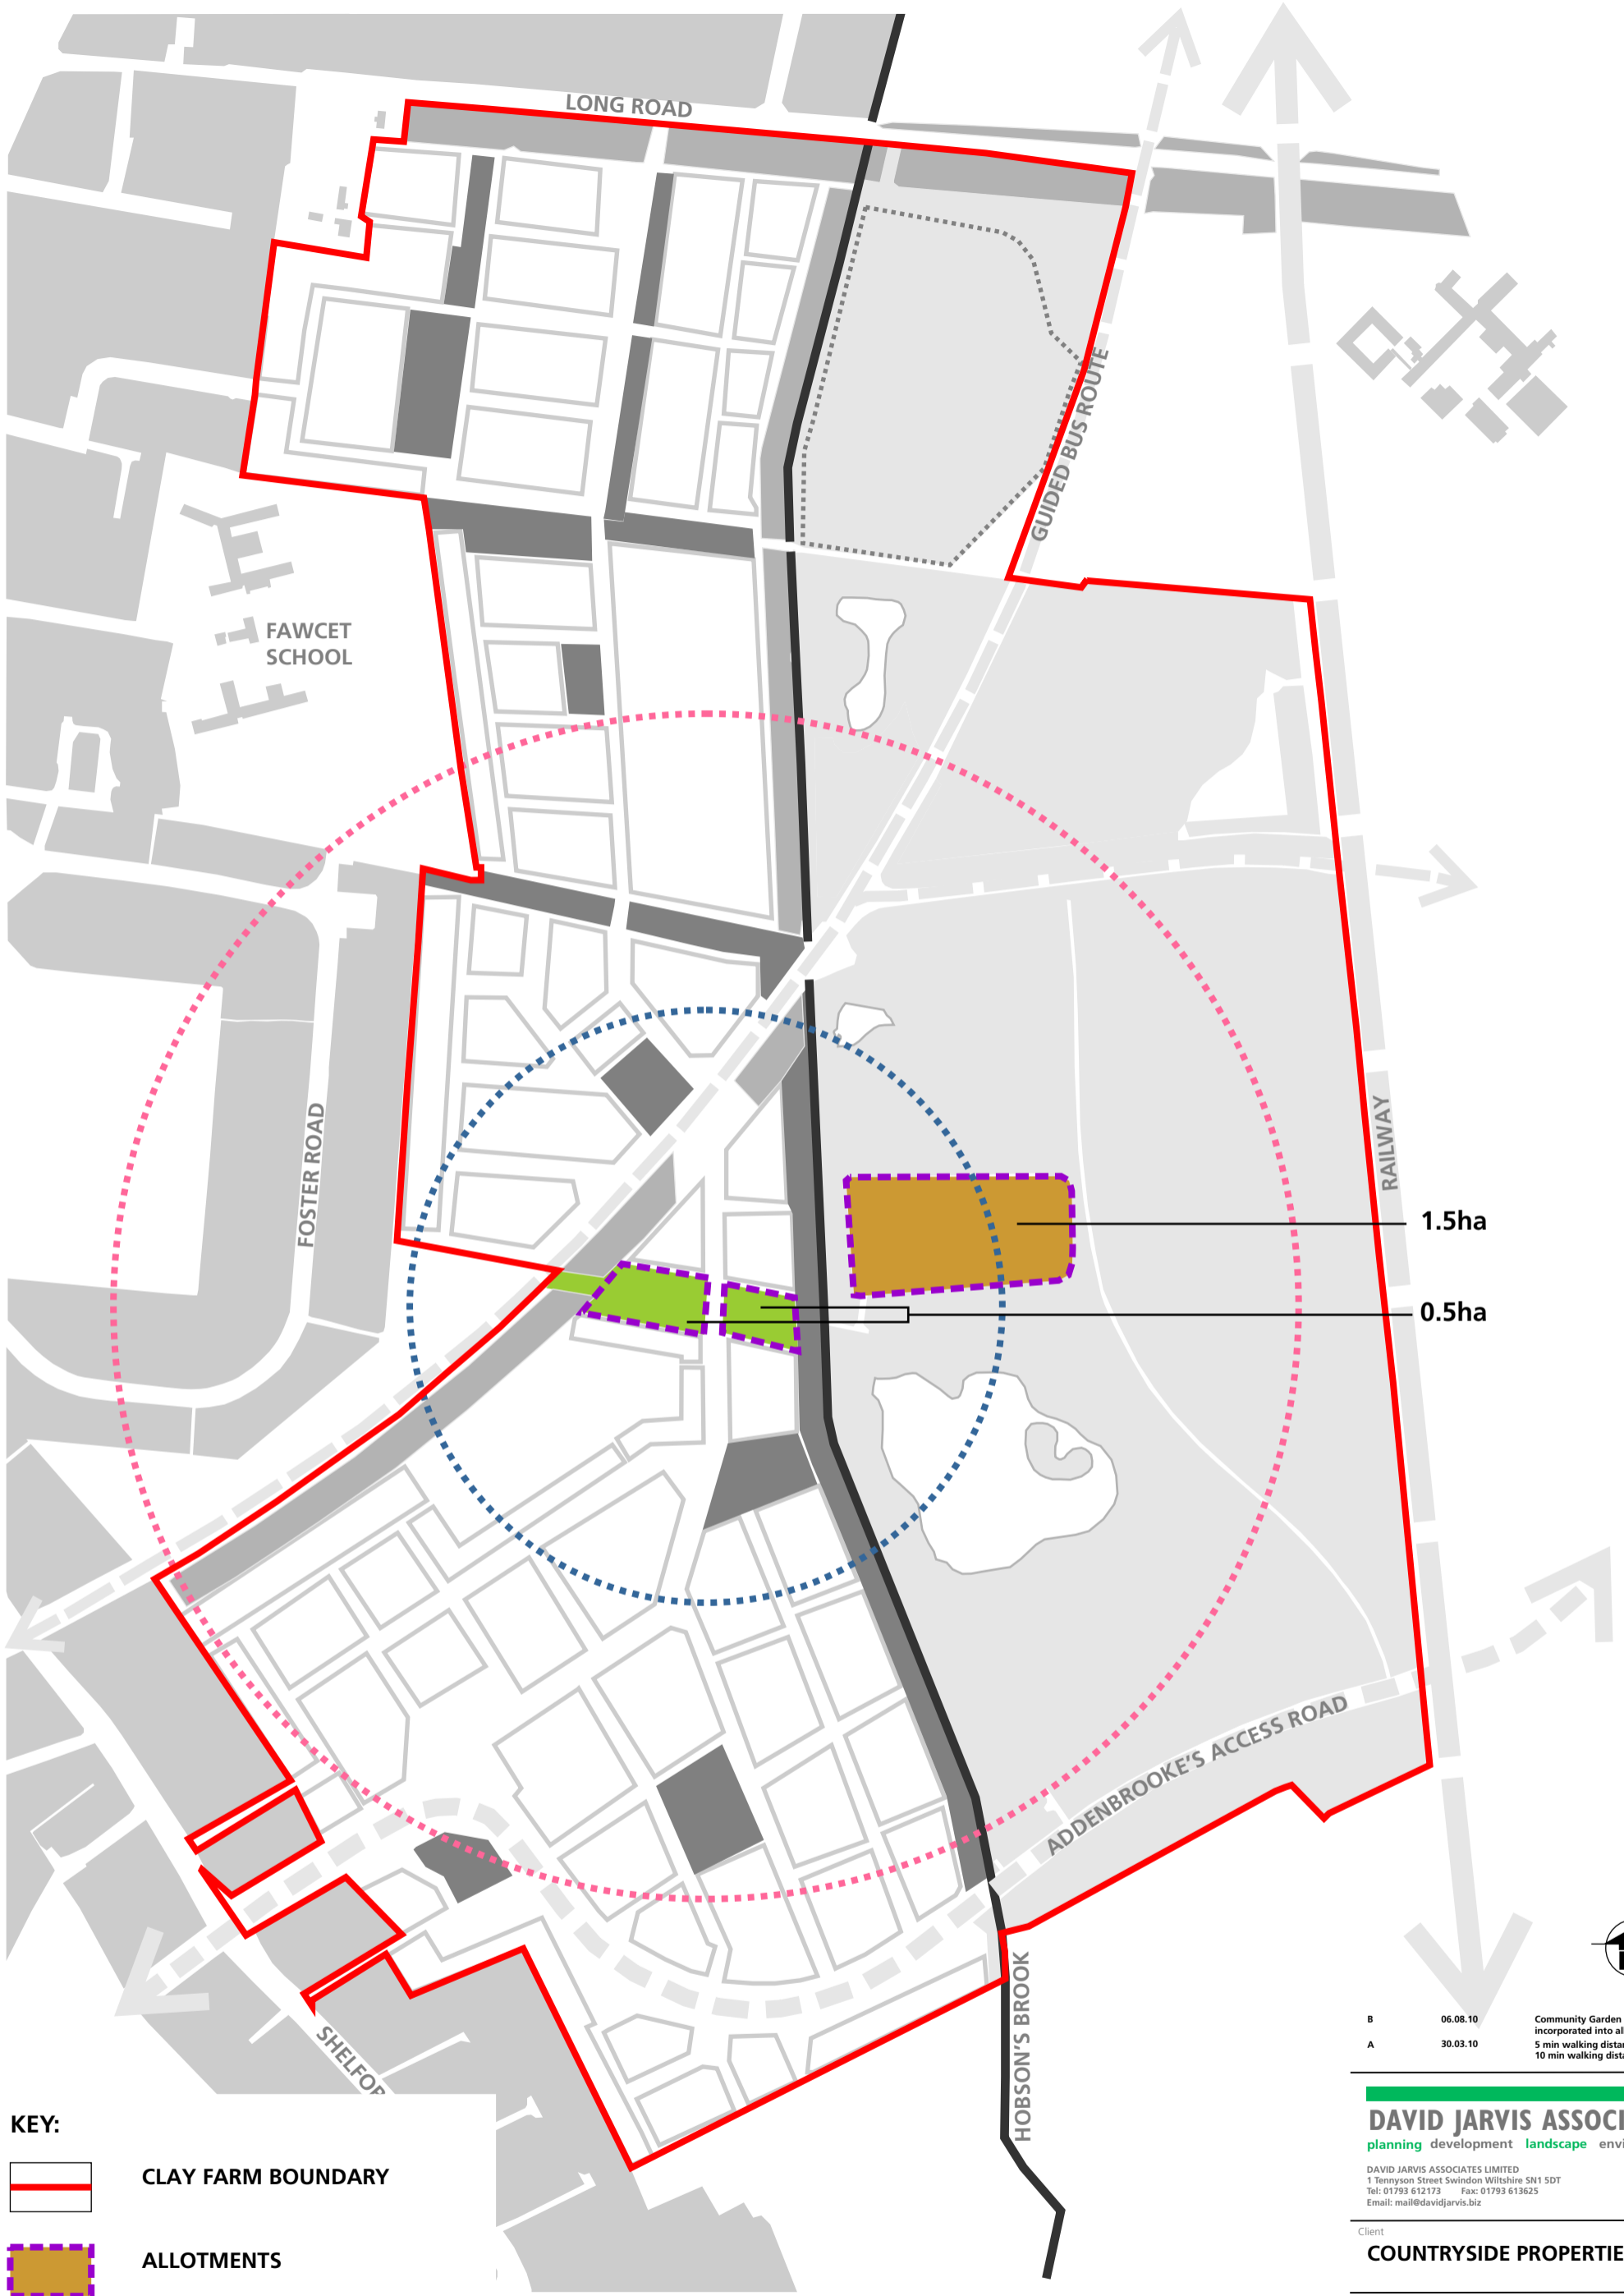 LONG ROAD
GUIDED BUS ROUTE
FAWCET
SCHOOL
FOSTER ROAD
RAILWAY
1.5ha
0.5ha
ADDENBROOKE'S ACCESS ROAD
HOBSON'S BROOK
SHELFOR
KEY:
CLAY FARM BOUNDARY
ALLOTMENTS
B 06.08.10 Community Garden
incorporated into al
A 30.03.10 5 min walking distan
10 min walking dist
DAVID JARVIS ASSOCI
planning development landscape envi
DAVID JARVIS ASSOCIATES LIMITED
1 Tennyson Street Swindon Wiltshire SN1 5DT
Tel: 01793 612173 Fax: 01793 613625
Email: mail@davidjarvis.biz
Client
COUNTRYSIDE PROPERTIE